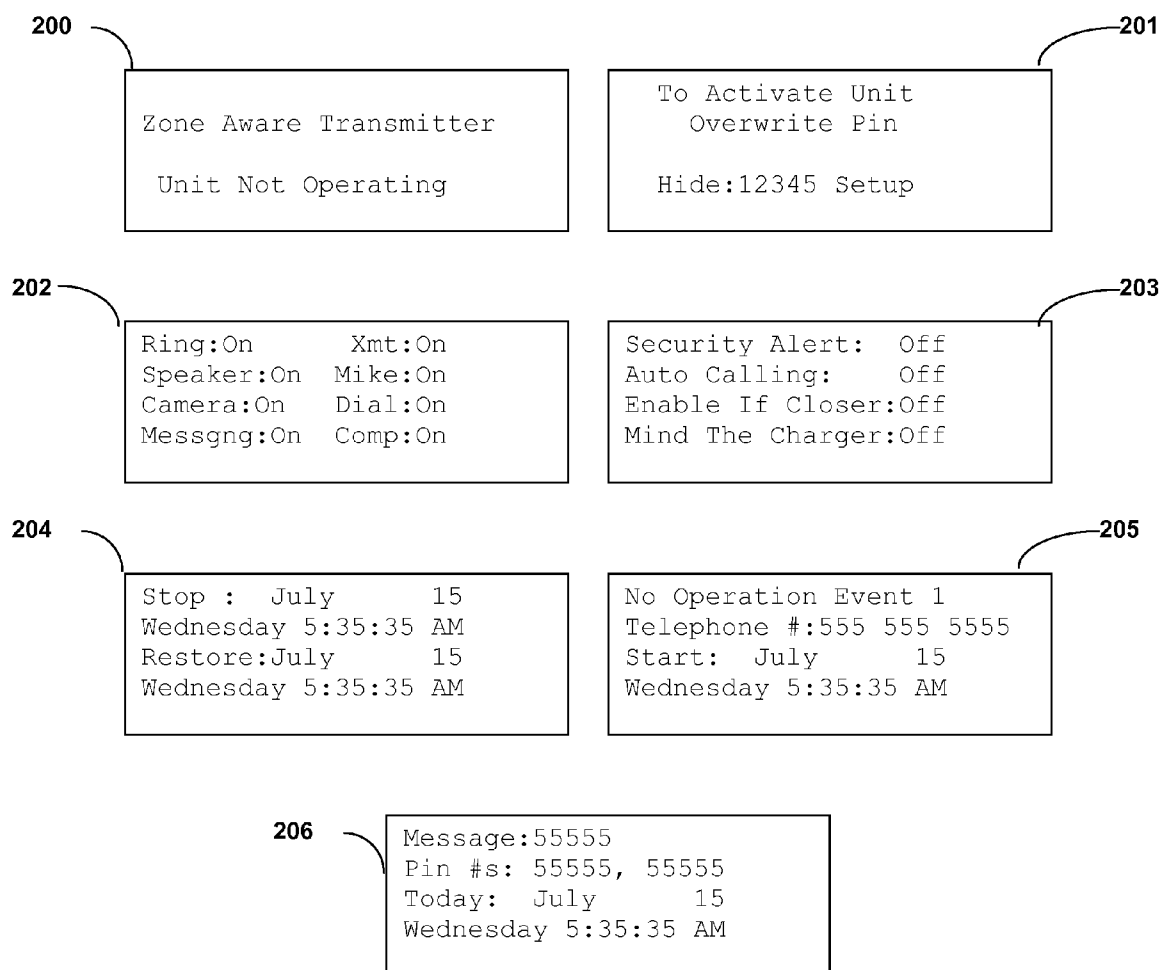 200
201
Zone Aware Transmitter
Unit Not Operating
To Activate Unit
Overwrite Pin
Hide:12345 Setup
202
203
Ring:On Xmt:On
Speaker:On Mike:On
Camera:On Dial:On
Messgng:On Comp:On
Security Alert: Off
Auto Calling: Off
Enable If Closer:Off
Mind The Charger:Off
204
205
Stop : July 15
Wednesday 5:35:35 AM
Restore:July 15
Wednesday 5:35:35 AM
No Operation Event 1
Telephone #:555 555 5555
Start: July 15
Wednesday 5:35:35 AM
206
Message:55555
Pin #s: 55555, 55555
Today: July 15
Wednesday 5:35:35 AM